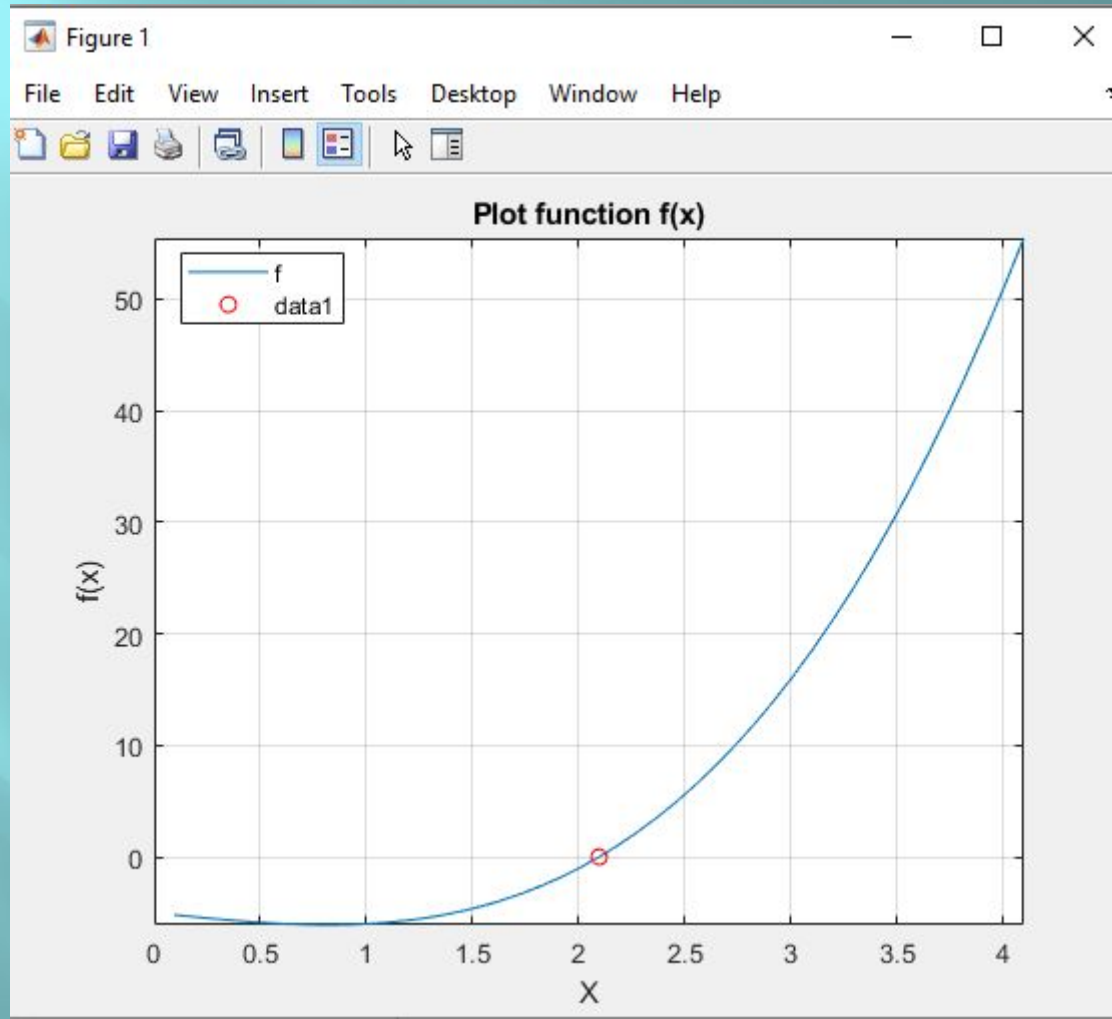 Figure 1
File Edit View Insert Tools Desktop Window Help
Plot function f(x)
f
data1
50
40
30
20
10
0
f(x)
0 0.5 1 1.5 2 2.5 3 3.5 4
X